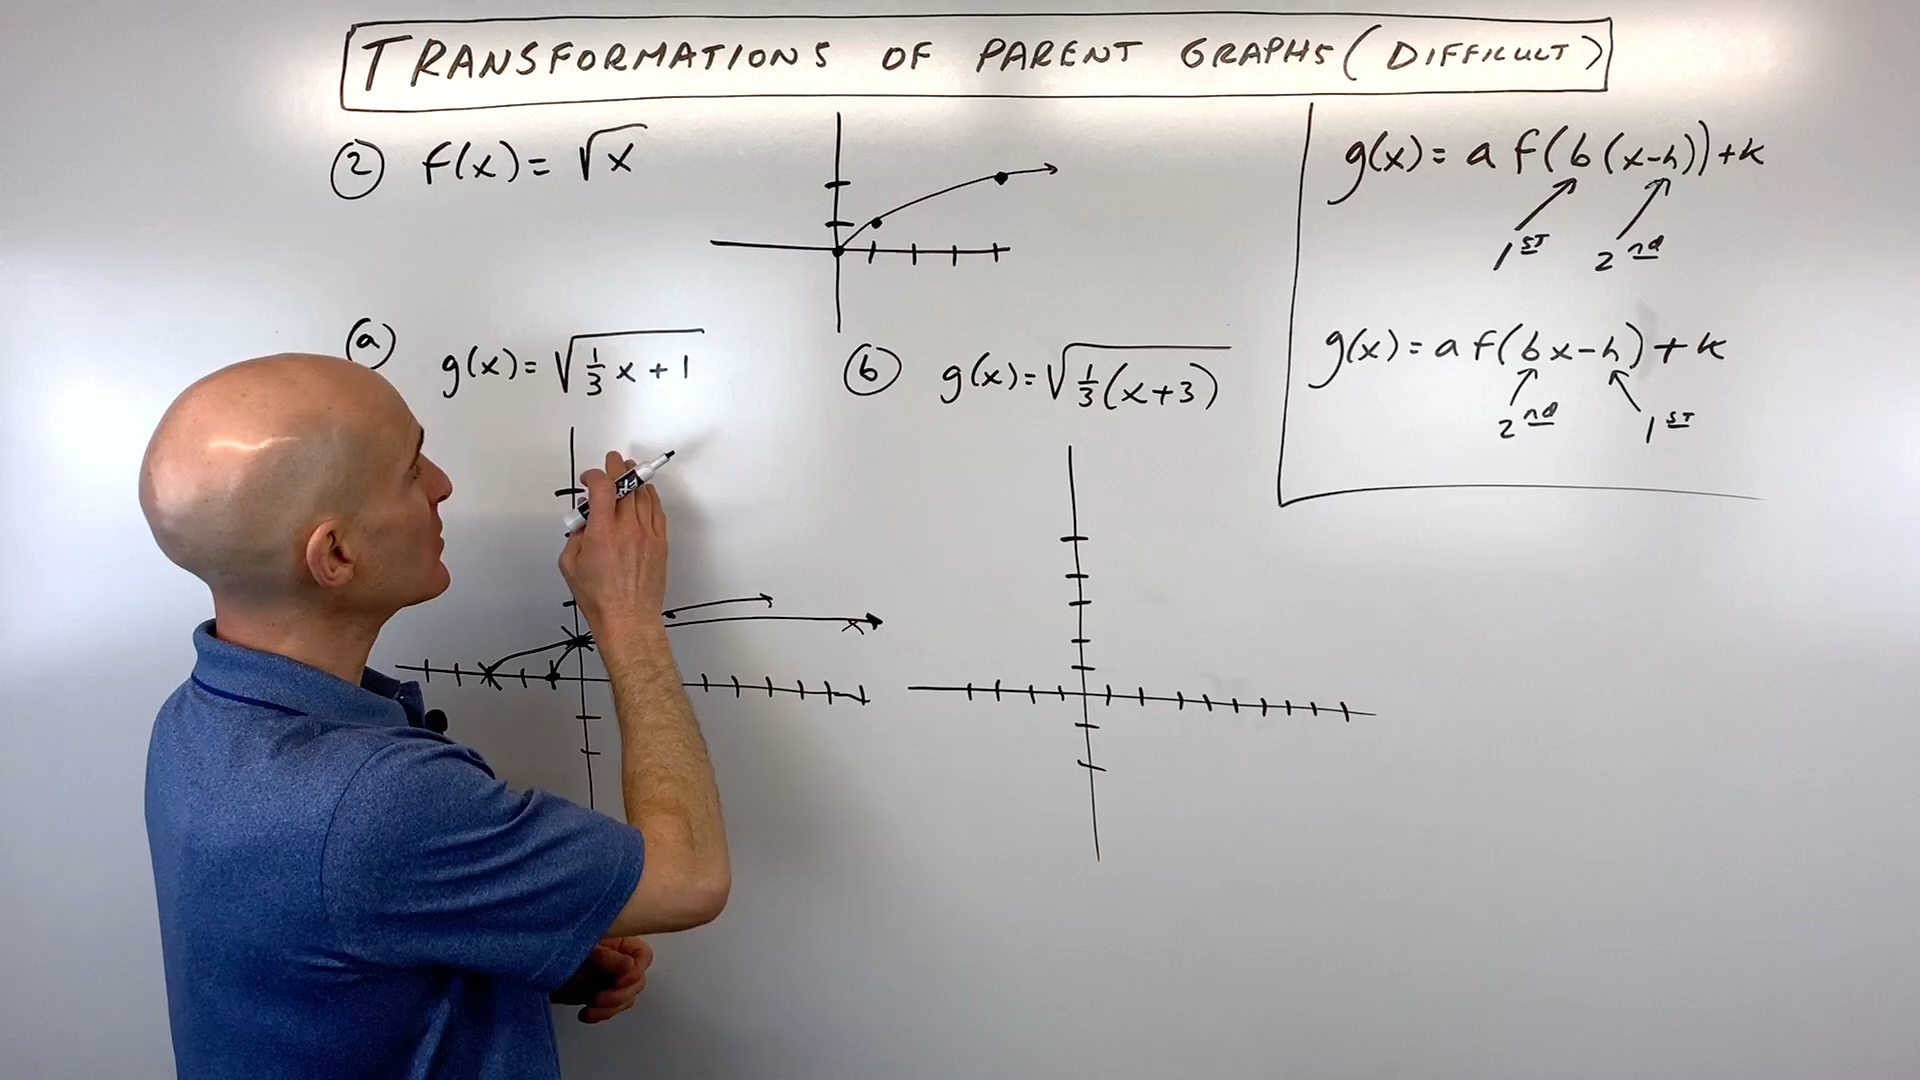 TRANSFORMATIONS OF PARENT GRAPHS (DIFFICULT)
② f(x) = √x
g(x) = a f(b(x-h)) + k
1ST 2nd
ⓐ g(x) = √(1/3 x + 1)
ⓑ g(x) = √(1/3 (x+3))
g(x) = a f(bx-h) + k
2nd 1ST